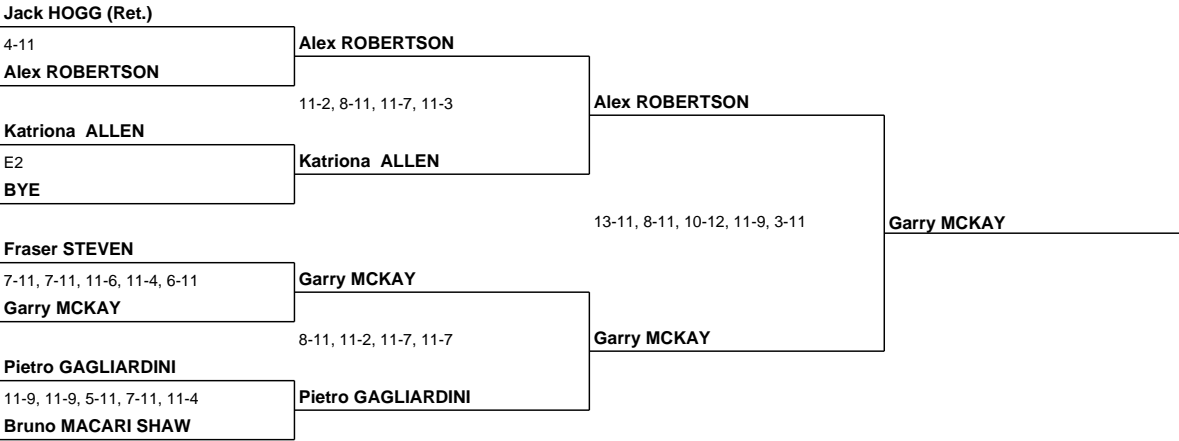 Jack HOGG (Ret.)
4-11
Alex ROBERTSON
Alex ROBERTSON
11-2, 8-11, 11-7, 11-3
Alex ROBERTSON
Katriona  ALLEN
E2
Katriona  ALLEN
BYE
13-11, 8-11, 10-12, 11-9, 3-11
Garry MCKAY
Fraser STEVEN
7-11, 7-11, 11-6, 11-4, 6-11
Garry MCKAY
Garry MCKAY
8-11, 11-2, 11-7, 11-7
Garry MCKAY
Pietro GAGLIARDINI
11-9, 11-9, 5-11, 7-11, 11-4
Pietro GAGLIARDINI
Bruno MACARI SHAW